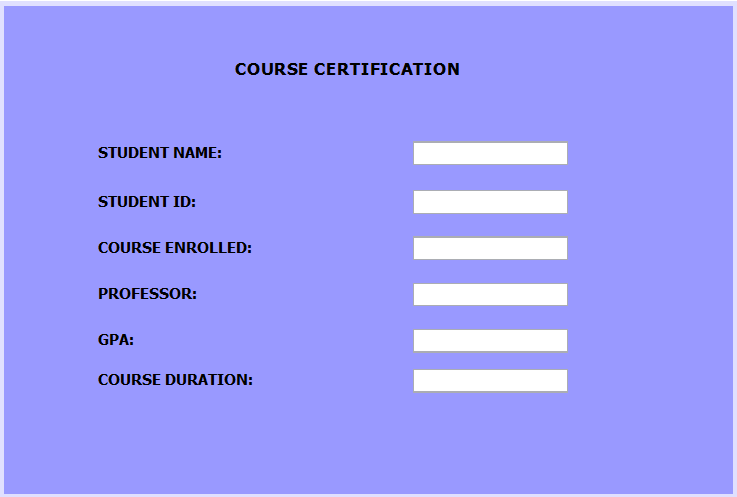 COURSE CERTIFICATION
STUDENT NAME:
STUDENT ID:
COURSE ENROLLED:
PROFESSOR:
GPA:
COURSE DURATION: